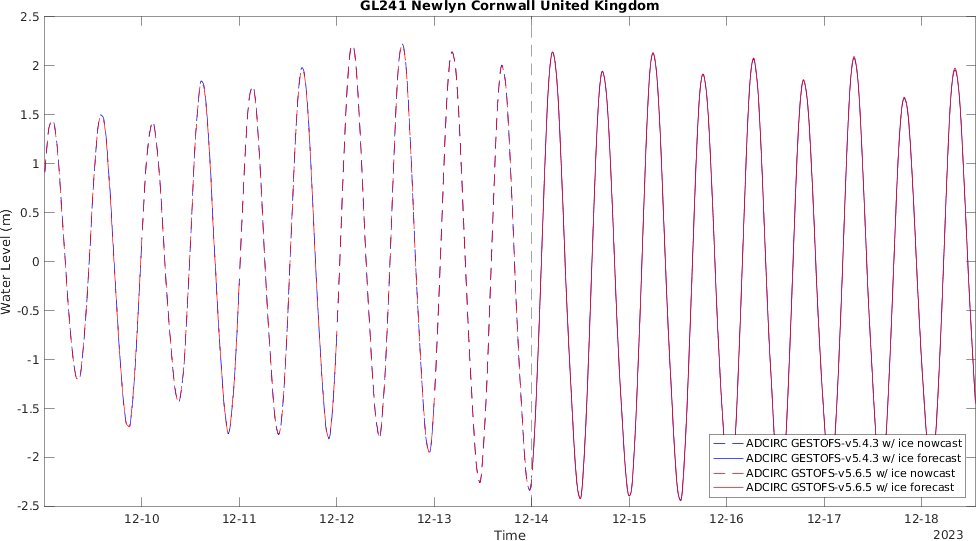 GL241 Newlyn Cornwall United Kingdom
2.5
2
1.5
1
0.5
0
-0.5
-1
-1.5
-2
-2.5
Water Level (m)
ADCIRC GESTOFS-v5.4.3 w/ ice nowcast
ADCIRC GESTOFS-v5.4.3 w/ ice forecast
ADCIRC GSTOFS-v5.6.5 w/ ice nowcast
ADCIRC GSTOFS-v5.6.5 w/ ice forecast
12-10 12-11 12-12 12-13 12-14 12-15 12-16 12-17 12-18
Time
2023